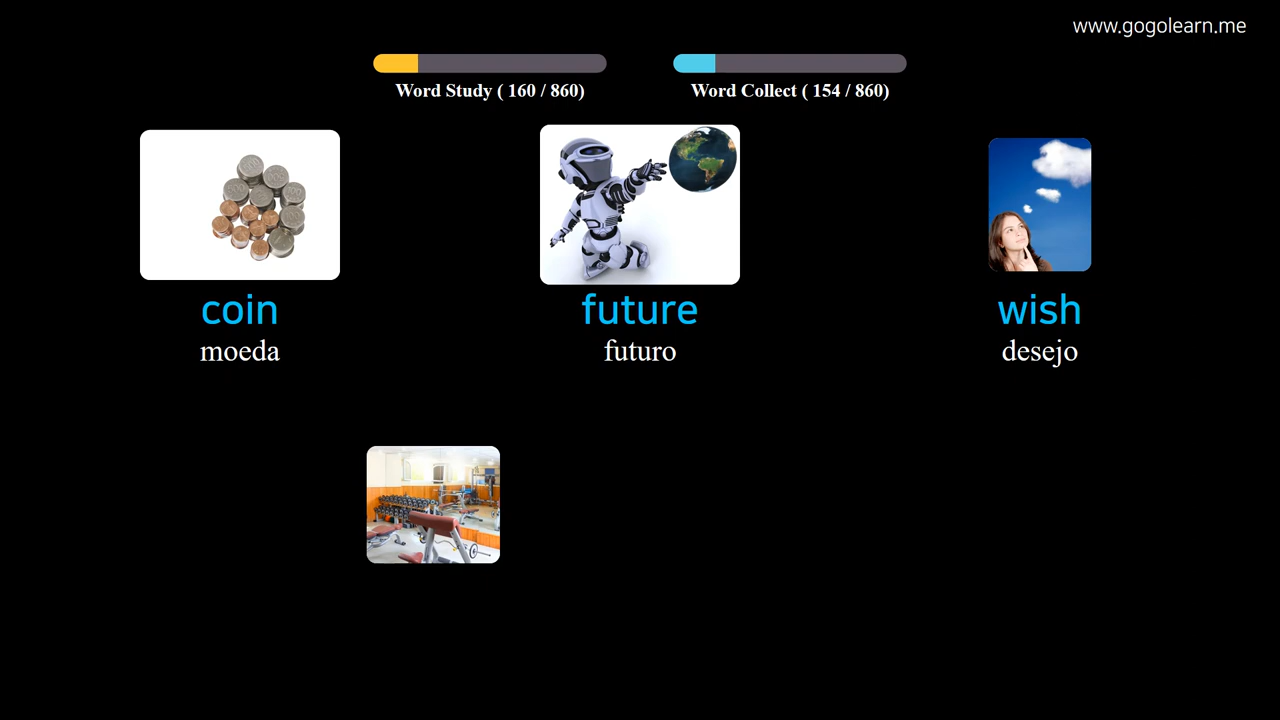 www.gogolearn.me
Word Study ( 160 / 860)
Word Collect ( 154 / 860)
coin
future
wish
moeda
futuro
desejo